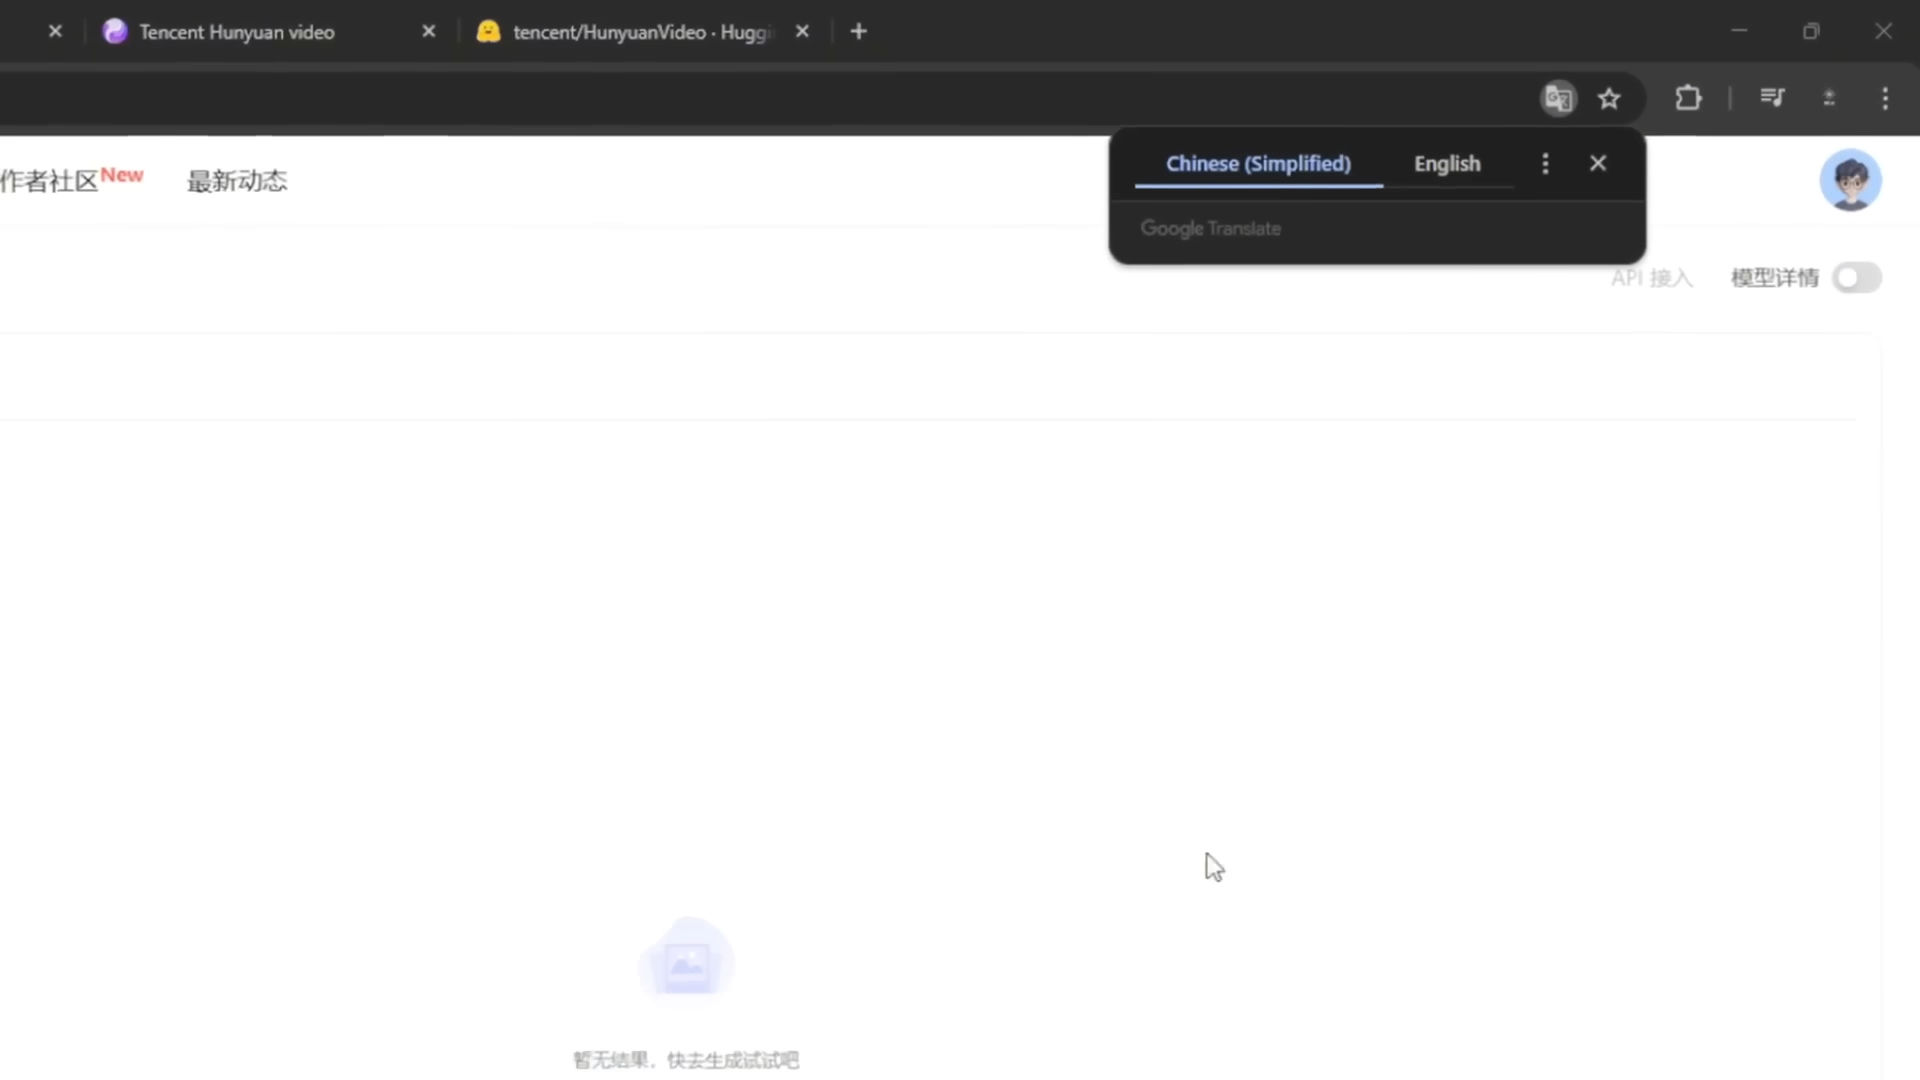 Tencent Hunyuan video
tencent/HunyuanVideo · Huggi
作者社区New
最新动态
Chinese (Simplified)
English
Google Translate
API 接入
模型详情
暂无结果，快去生成试试吧